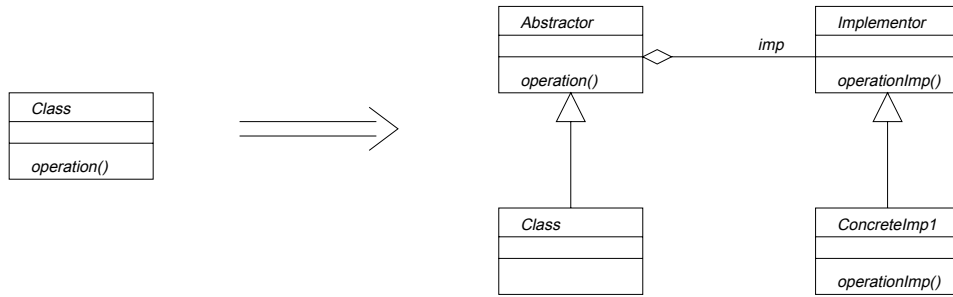 Class
operation()
Abstractor
operation()
imp
Implementor
operationImp()
Class
ConcreteImp1
operationImp()